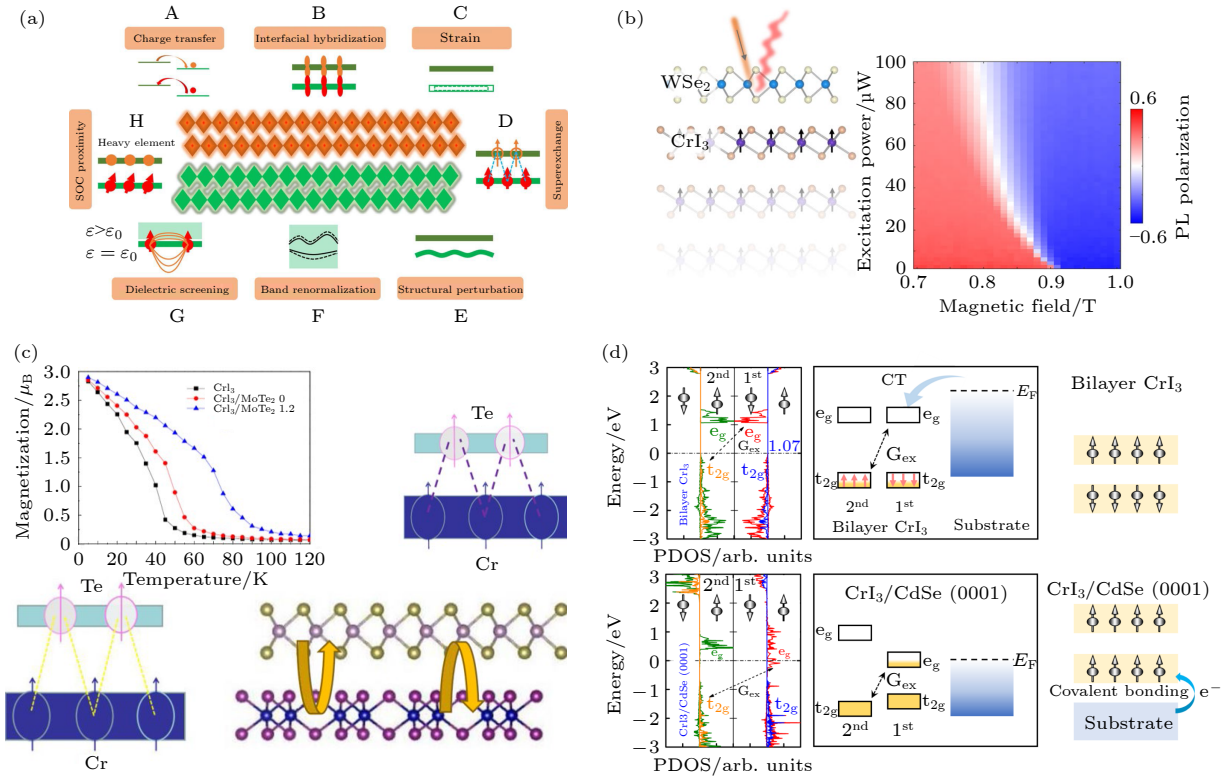 (a)
A
B
C
Charge transfer
Interfacial hybridization
Strain
SOC proximity
H
Heavy element
D
Superexchange
ε>ε0
ε = ε0
Dielectric screening
Band renormalization
Structural perturbation
G
F
E
(b)
WSe2
CrI3
Excitation power/μW
100
80
60
40
20
0
0.7
0.8
0.9
1.0
Magnetic field/T
0.6
−0.6
PL polarization
(c)
Magnetization/μB
3.0
2.5
2.0
1.5
1.0
0.5
0
CrI3
CrI3/MoTe2 0
CrI3/MoTe2 1.2
0
20
40
60
80
100
120
Temperature/K
Te
Cr
Te
Cr
(d)
Energy/eV
3
2
1
0
−1
−2
−3
2nd
1st
eg
eg
Gex
1.07
t2g
t2g
Bilayer CrI3
PDOS/arb. units
CT
EF
eg
eg
Gex
t2g
t2g
2nd
1st
Bilayer CrI3
Substrate
Bilayer CrI3
Energy/eV
3
2
1
0
−1
−2
−3
2nd
1st
eg
eg
Gex
t2g
t2g
CrI3/CdSe (0001)
PDOS/arb. units
CrI3/CdSe (0001)
eg
eg
EF
Gex
t2g
t2g
2nd
1st
Substrate
CrI3/CdSe (0001)
Covalent bonding
e−
Substrate